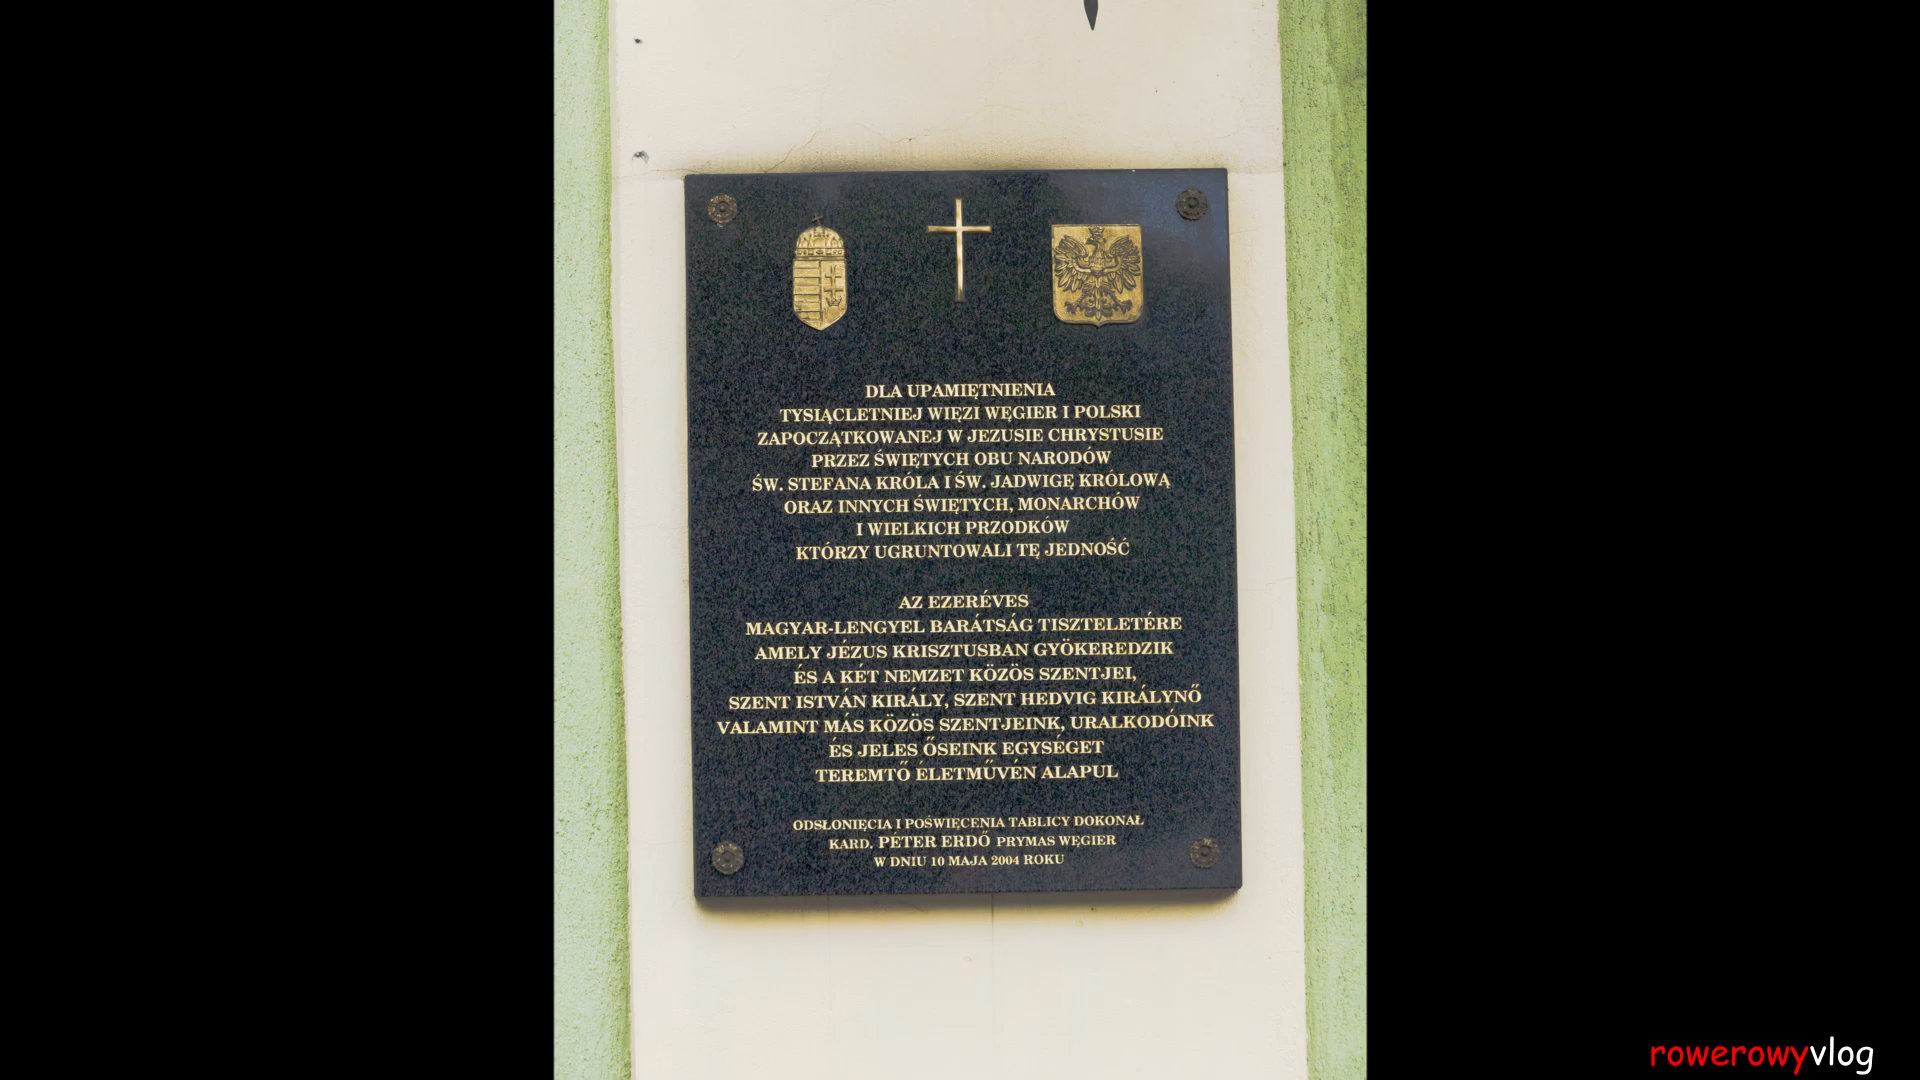 DLA UPAMIĘTNIENIA
TYSIĄCLETNIEJ WIĘZI WĘGIER I POLSKI
ZAPOCZĄTKOWANEJ W JEZUSIE CHRYSTUSIE
PRZEZ ŚWIĘTYCH OBU NARODÓW
ŚW. STEFANA KRÓLA I ŚW. JADWIGĘ KRÓLOWĄ
ORAZ INNYCH ŚWIĘTYCH, MONARCHÓW
I WIELKICH PRZODKÓW
KTÓRZY UGRUNTOWALI TĘ JEDNOŚĆ
AZ EZERÉVES
MAGYAR-LENGYEL BARÁTSÁG TISZTELETÉRE
AMELY JÉZUS KRISZTUSBAN GYÖKEREDZIK
ÉS A KÉT NEMZET KÖZÖS SZENTJEI,
SZENT ISTVÁN KIRÁLY, SZENT HEDVIG KIRÁLYNŐ
VALAMINT MÁS KÖZÖS SZENTJEINK, URALKODÓINK
ÉS JELES ŐSEINK EGYSÉGET
TEREMTŐ ÉLETMŰVÉN ALAPUL
ODSŁONIĘCIA I POŚWIĘCENIA TABLICY DOKONAŁ
KARD. PÉTER ERDŐ PRYMAS WĘGIER
W DNIU 10 MAJA 2004 ROKU
rowerowyvlog